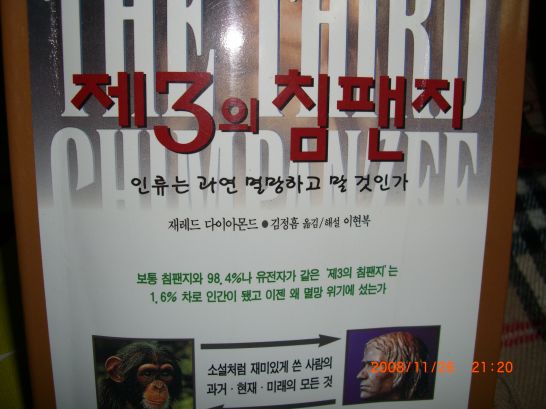 THE THIRD
제3의 침팬지
CHIMPANZEE
인류는 과연 멸망하고 말 것인가
재레드 다이아몬드 ● 김정흠 옮김/해설 이현복
보통 침팬지와 98.4%나 유전자가 같은 '제3의 침팬지'는
1.6% 차로 인간이 됐고 이젠 왜 멸망 위기에 섰는가
소설처럼 재미있게 쓴 사람의
과거·현재·미래의 모든 것
2008/11/26 21:20